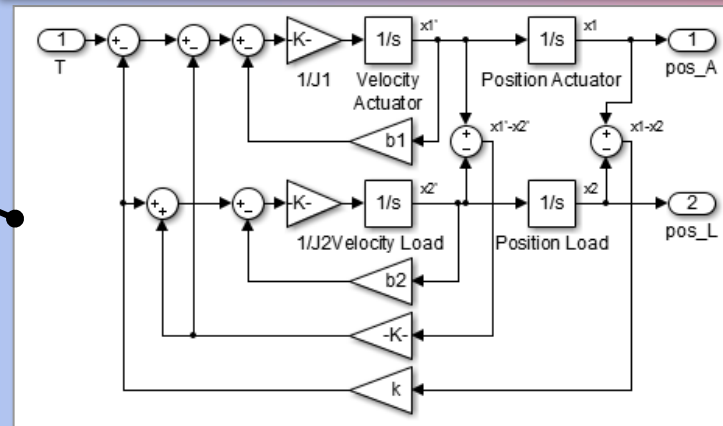 1
T
-K-
1/J1
1/s
Velocity
Actuator
x1'
1/s
Position Actuator
x1
1
pos_A
b1
x1'-x2'
x1-x2
-K-
1/J2
1/s
Velocity Load
x2'
1/s
Position Load
x2
2
pos_L
b2
-K-
k